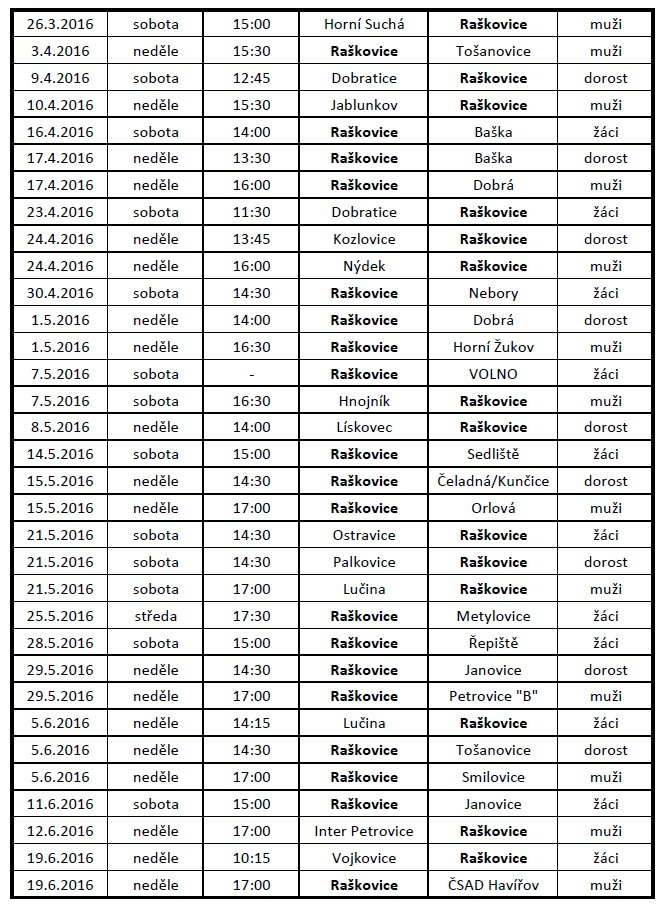 26.3.2016 sobota 15:00 Horní Suchá Raškovice muži
3.4.2016 neděle 15:30 Raškovice Tošanovice muži
9.4.2016 sobota 12:45 Dobratice Raškovice dorost
10.4.2016 neděle 15:30 Jablunkov Raškovice muži
16.4.2016 sobota 14:00 Raškovice Baška žáci
17.4.2016 neděle 13:30 Raškovice Baška dorost
17.4.2016 neděle 16:00 Raškovice Dobrá muži
23.4.2016 sobota 11:30 Dobratice Raškovice žáci
24.4.2016 neděle 13:45 Kozlovice Raškovice dorost
24.4.2016 neděle 16:00 Nýdek Raškovice muži
30.4.2016 sobota 14:30 Raškovice Nebory žáci
1.5.2016 neděle 14:00 Raškovice Dobrá dorost
1.5.2016 neděle 16:30 Raškovice Horní Žukov muži
7.5.2016 sobota - Raškovice VOLNO žáci
7.5.2016 sobota 16:30 Hnojník Raškovice muži
8.5.2016 neděle 14:00 Lískovec Raškovice dorost
14.5.2016 sobota 15:00 Raškovice Sedliště žáci
15.5.2016 neděle 14:30 Raškovice Čeladná/Kunčice dorost
15.5.2016 neděle 17:00 Raškovice Orlová muži
21.5.2016 sobota 14:30 Ostravice Raškovice žáci
21.5.2016 sobota 14:30 Palkovice Raškovice dorost
21.5.2016 sobota 17:00 Lučina Raškovice muži
25.5.2016 středa 17:30 Raškovice Metylovice žáci
28.5.2016 sobota 15:00 Raškovice Řepiště žáci
29.5.2016 neděle 14:30 Raškovice Janovice dorost
29.5.2016 neděle 17:00 Raškovice Petrovice "B" muži
5.6.2016 neděle 14:15 Lučina Raškovice žáci
5.6.2016 neděle 14:30 Raškovice Tošanovice dorost
5.6.2016 neděle 17:00 Raškovice Smilovice muži
11.6.2016 sobota 15:00 Raškovice Janovice žáci
12.6.2016 neděle 17:00 Inter Petrovice Raškovice muži
19.6.2016 neděle 10:15 Vojkovice Raškovice žáci
19.6.2016 neděle 17:00 Raškovice ČSAD Havířov muži